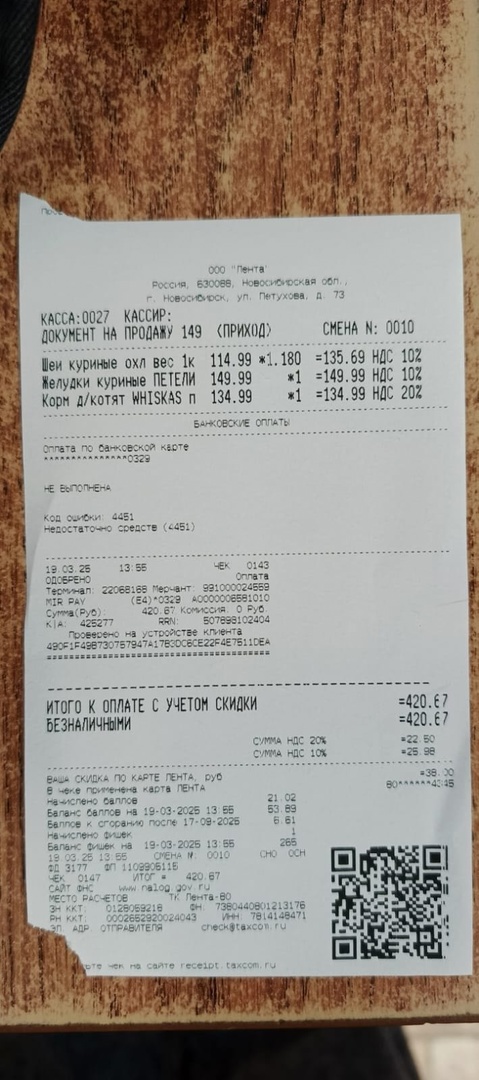 ООО "Лента"
Россия, 630088, Новосибирская обл.,
г. Новосибирск, ул. Петухова, д. 73
КАССА:0027 КАССИР:
ДОКУМЕНТ НА ПРОДАЖУ 149 (ПРИХОД) СМЕНА N: 0010
Шеи куриные охл вес 1к 114.99 *1.180 =135.69 НДС 10%
Желудки куриные ПЕТЕЛИ 149.99 *1 =149.99 НДС 10%
Корм д/котят WHISKAS п 134.99 *1 =134.99 НДС 20%
БАНКОВСКИЕ ОПЛАТЫ
Оплата по банковской карте
***************0329
НЕ ВЫПОЛНЕНА
Код ошибки: 4451
Недостаточно средств (4451)
19.03.25 13:55 ЧЕК 0143
ОДОБРЕНО Оплата
Терминал: 22066168 Мерчант: 991000024559
MIR PAY (E4)*0329 A0000006581010
Сумма(Руб): 420.67 Комиссия: 0 Руб.
К|А: 425277 RRN: 507898102404
Проверено на устройстве клиента
490F1F498730757947A17B3DC6CE22F4E7511DEA
========================================
ИТОГО К ОПЛАТЕ С УЧЕТОМ СКИДКИ =420.67
БЕЗНАЛИЧНЫМИ =420.67
СУММА НДС 20% =22.50
СУММА НДС 10% =25.98
ВАША СКИДКА ПО КАРТЕ ЛЕНТА, руб =38.00
В чеке применена карта ЛЕНТА 80******4345
Начислено баллов 21.02
Баланс баллов на 19-03-2025 13:55 53.89
Баллов к сгоранию после 17-09-2025 6.61
Начислено фишек 1
Баланс фишек на 19-03-2025 13:55 265
19.03.25 13:55 СМЕНА N: 0010 СНО ОСН
ФД 3177 ФП 1109905115
ЧЕК 0147 # ИТОГ = 420.67
САЙТ ФНС www.nalog.gov.ru
МЕСТО РАСЧЕТОВ ТК Лента-80
ЗН ККТ: 0128069218 ФН: 7380440801213176
РН ККТ: 0002652920024043 ИНН: 7814148471
ЭЛ. АДР. ОТПРАВИТЕЛЯ check@taxcom.ru
чек на сайте receipt.taxcom.ru